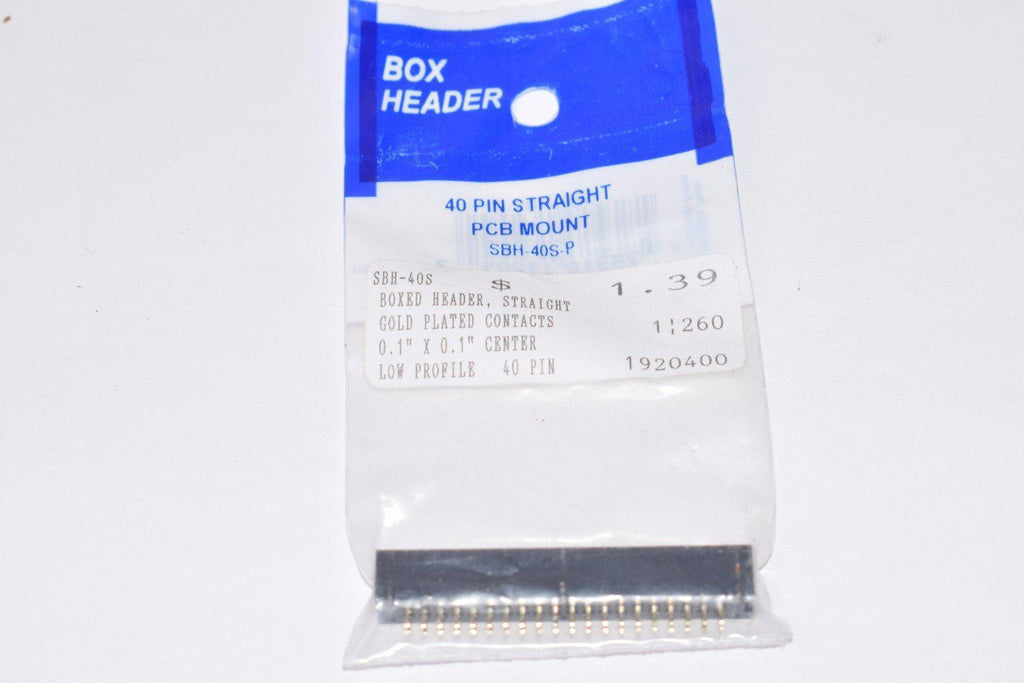 BOX
HEADER
40 PIN STRAIGHT
PCB MOUNT
SBH-40S-P
SBH-40S $ 1.39
BOXED HEADER, STRAIGHT
GOLD PLATED CONTACTS 1¦260
0.1" X 0.1" CENTER
LOW PROFILE 40 PIN 1920400